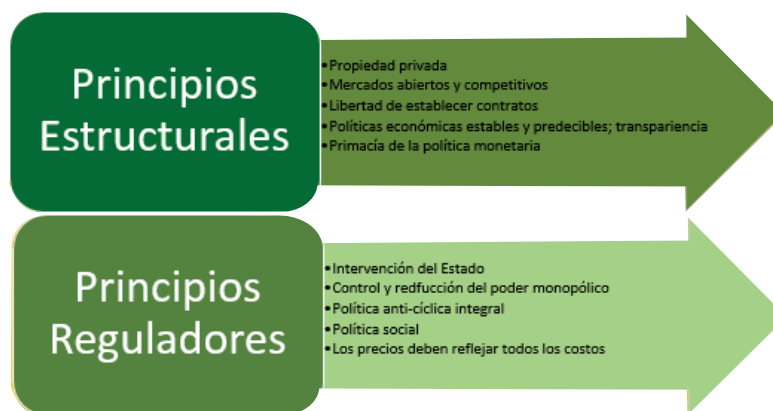 Principios
Estructurales
•Propiedad privada
•Mercados abiertos y competitivos
•Libertad de establecer contratos
•Políticas económicas estables y predecibles; transpariencia
•Primacía de la política monetaria
Principios
Reguladores
•Intervención del Estado
•Control y redfucción del poder monopólico
•Política anti-cíclica integral
•Política social
•Los precios deben reflejar todos los costos